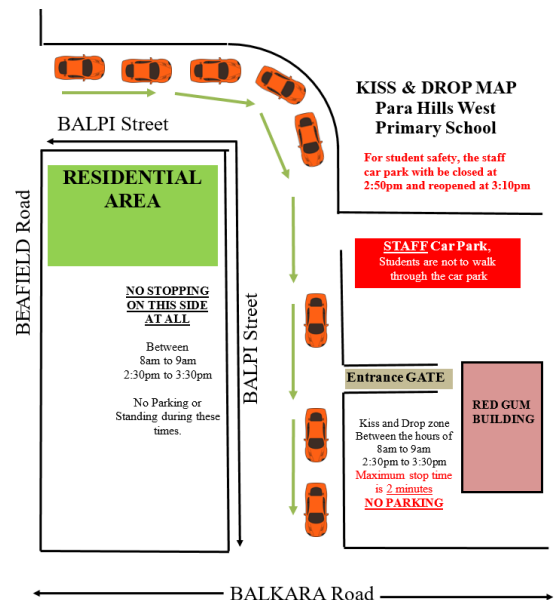 KISS & DROP MAP
Para Hills West
Primary School
For student safety, the staff
car park with be closed at
2:50pm and reopened at 3:10pm
BALPI Street
RESIDENTIAL
AREA
BEAFIELD Road
NO STOPPING
ON THIS SIDE
AT ALL
Between
8am to 9am
2:30pm to 3:30pm
No Parking or
Standing during these
times.
BALPI Street
STAFF Car Park,
Students are not to walk
through the car park
Entrance GATE
Kiss and Drop zone
Between the hours of
8am to 9am
2:30pm to 3:30pm
Maximum stop time
is 2 minutes
NO PARKING
RED GUM
BUILDING
BALKARA Road